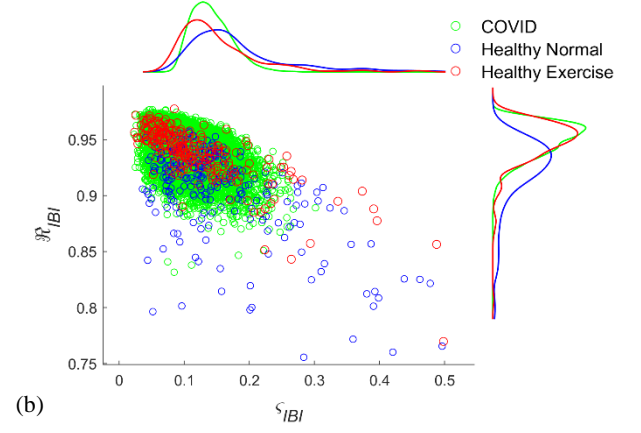 COVID
Healthy Normal
Healthy Exercise
0.95
0.9
0.85
0.8
0.75
ℜIBI
0 0.1 0.2 0.3 0.4 0.5
ςIBI
(b)